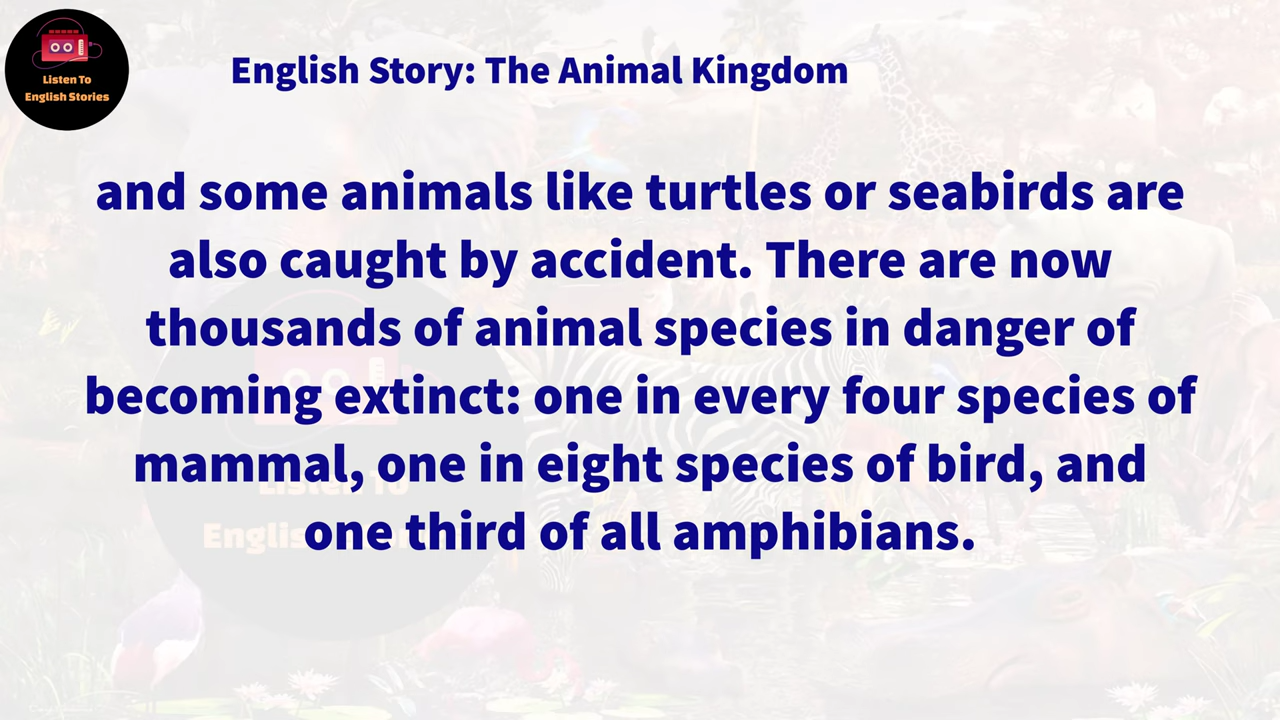 Listen To
English Stories
English Story: The Animal Kingdom
and some animals like turtles or seabirds are
also caught by accident. There are now
thousands of animal species in danger of
becoming extinct: one in every four species of
mammal, one in eight species of bird, and
one third of all amphibians.
Listen To